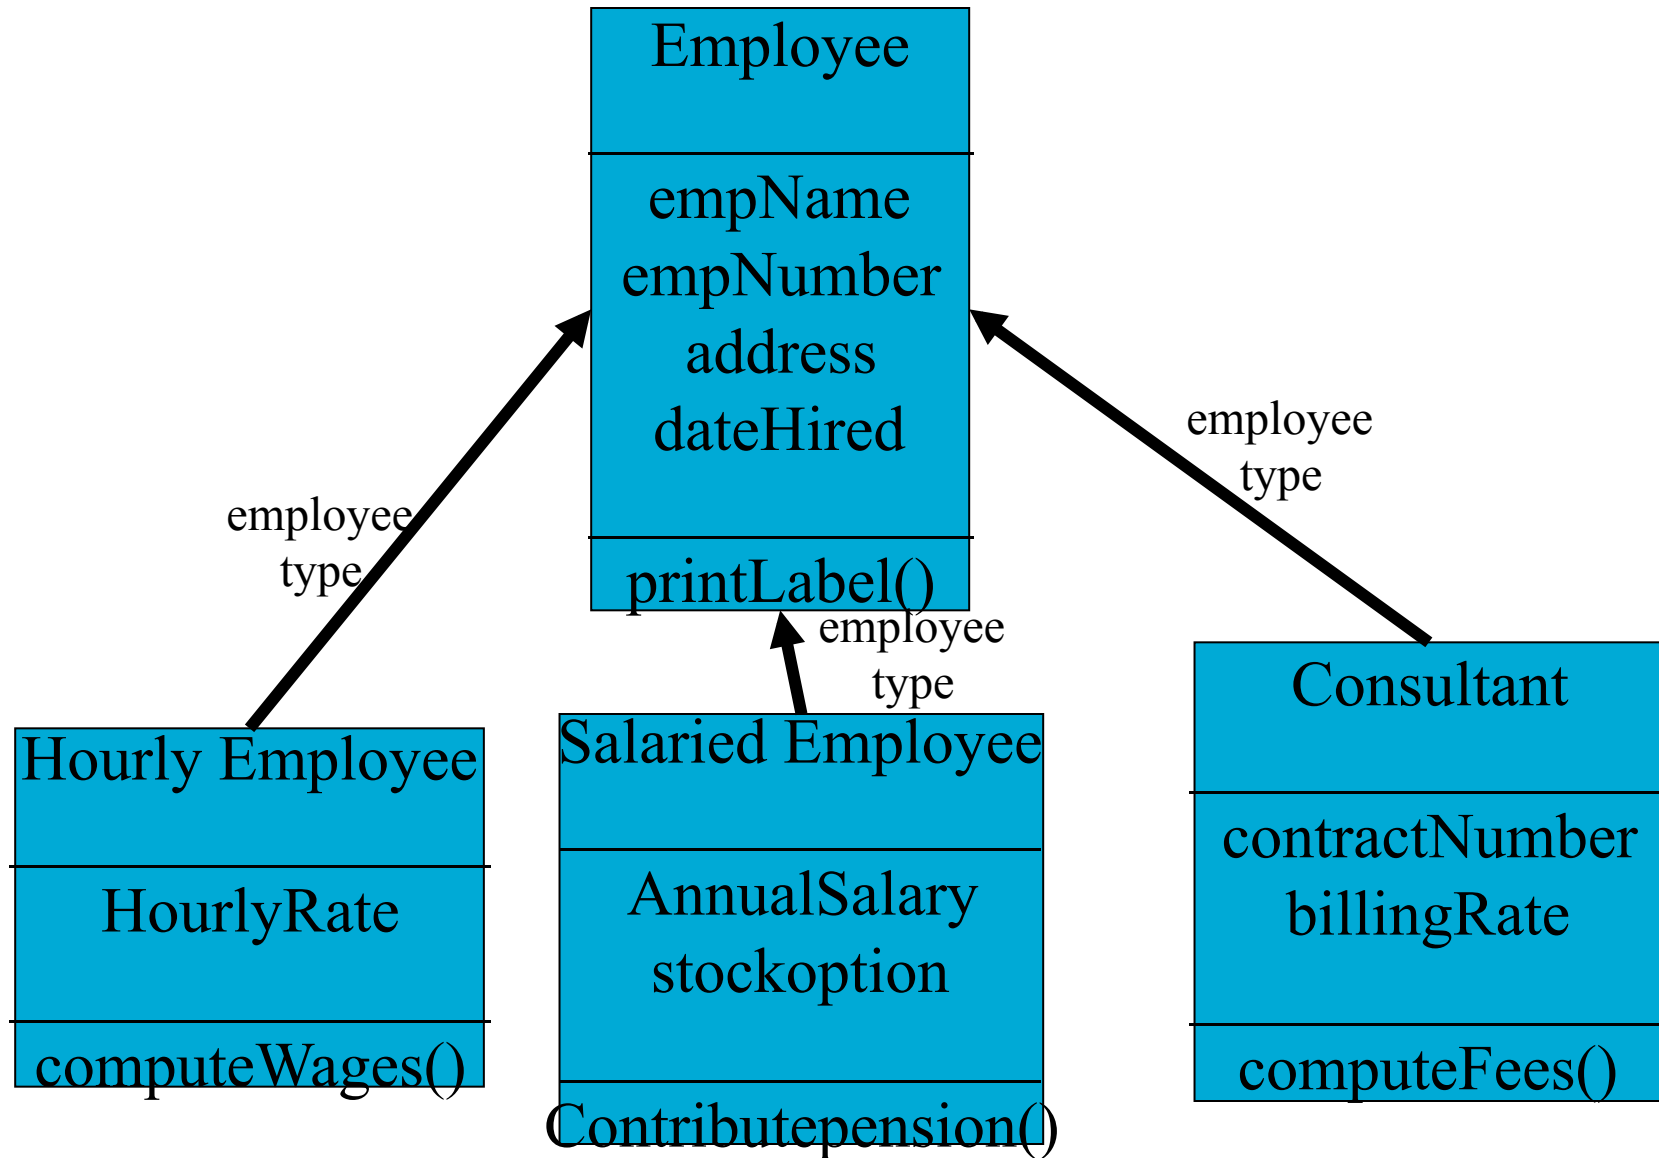 Employee
empName
empNumber
address
dateHired
printLabel()
employee
type
employee
type
employee
type
Hourly Employee
HourlyRate
computeWages()
Salaried Employee
AnnualSalary
stockoption
Contributepension()
Consultant
contractNumber
billingRate
computeFees()